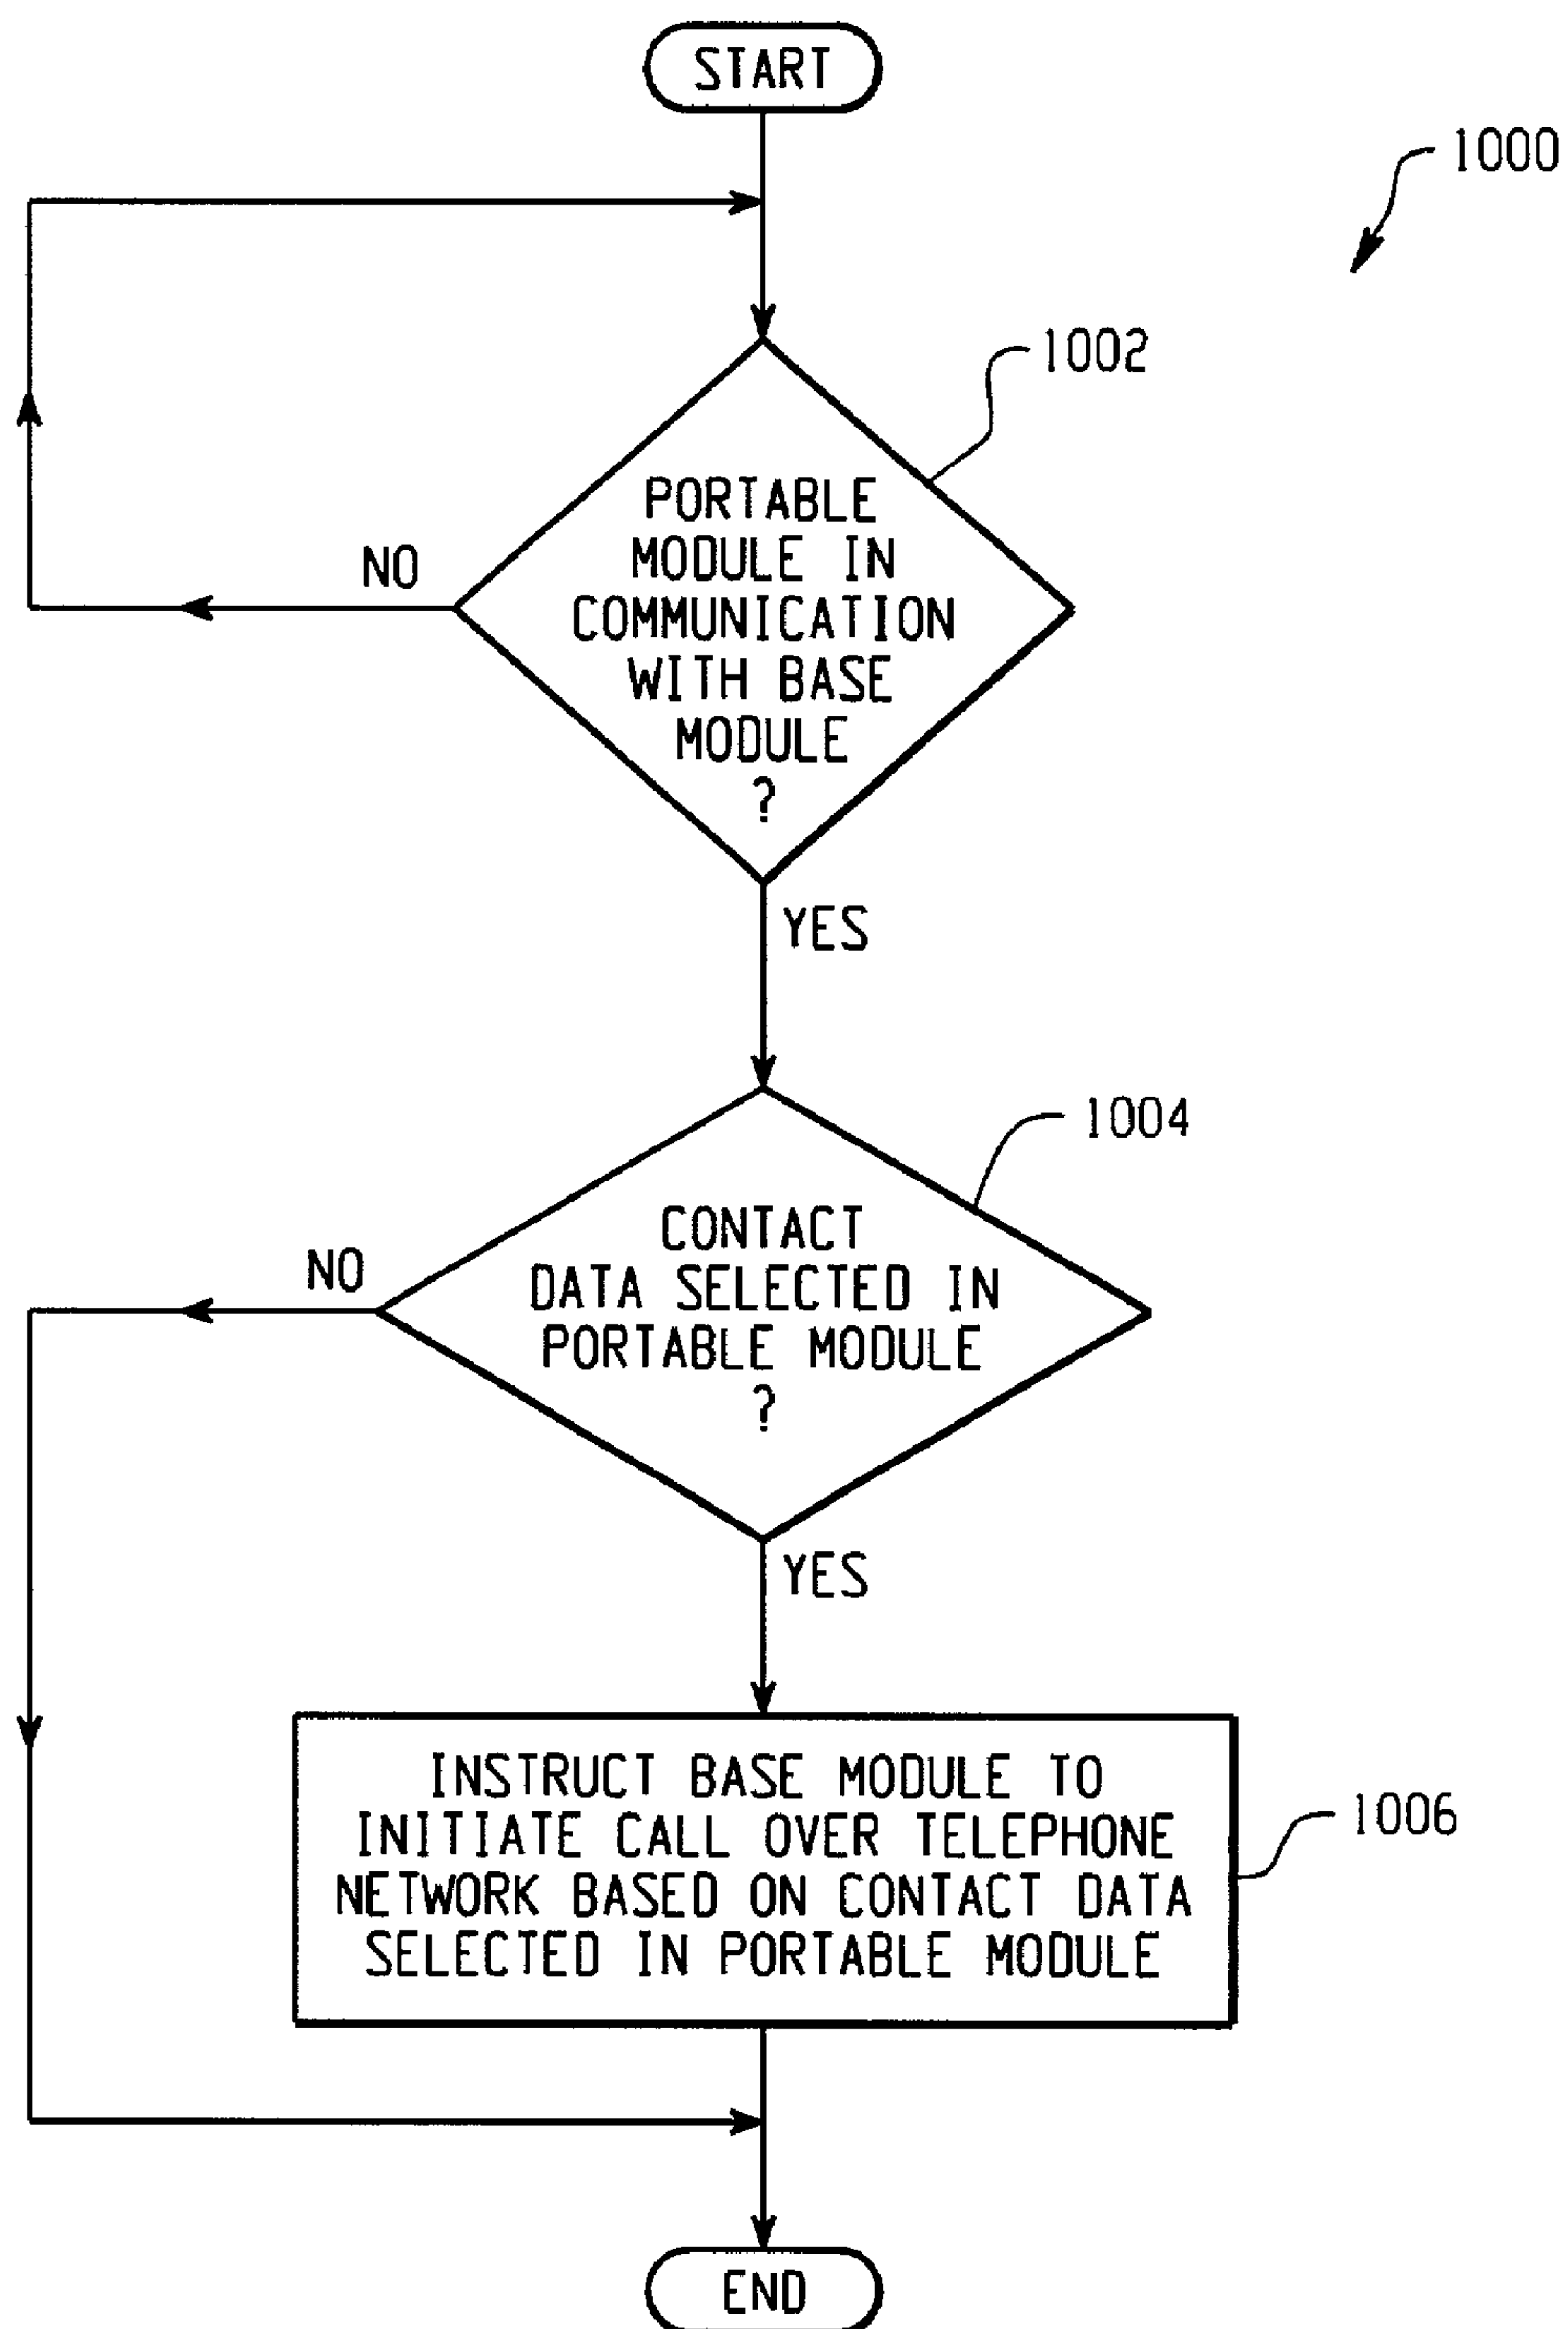 START
1000
1002
PORTABLE
MODULE IN
COMMUNICATION
WITH BASE
MODULE
?
NO
YES
1004
CONTACT
DATA SELECTED IN
PORTABLE MODULE
?
NO
YES
INSTRUCT BASE MODULE TO
INITIATE CALL OVER TELEPHONE
NETWORK BASED ON CONTACT DATA
SELECTED IN PORTABLE MODULE
1006
END